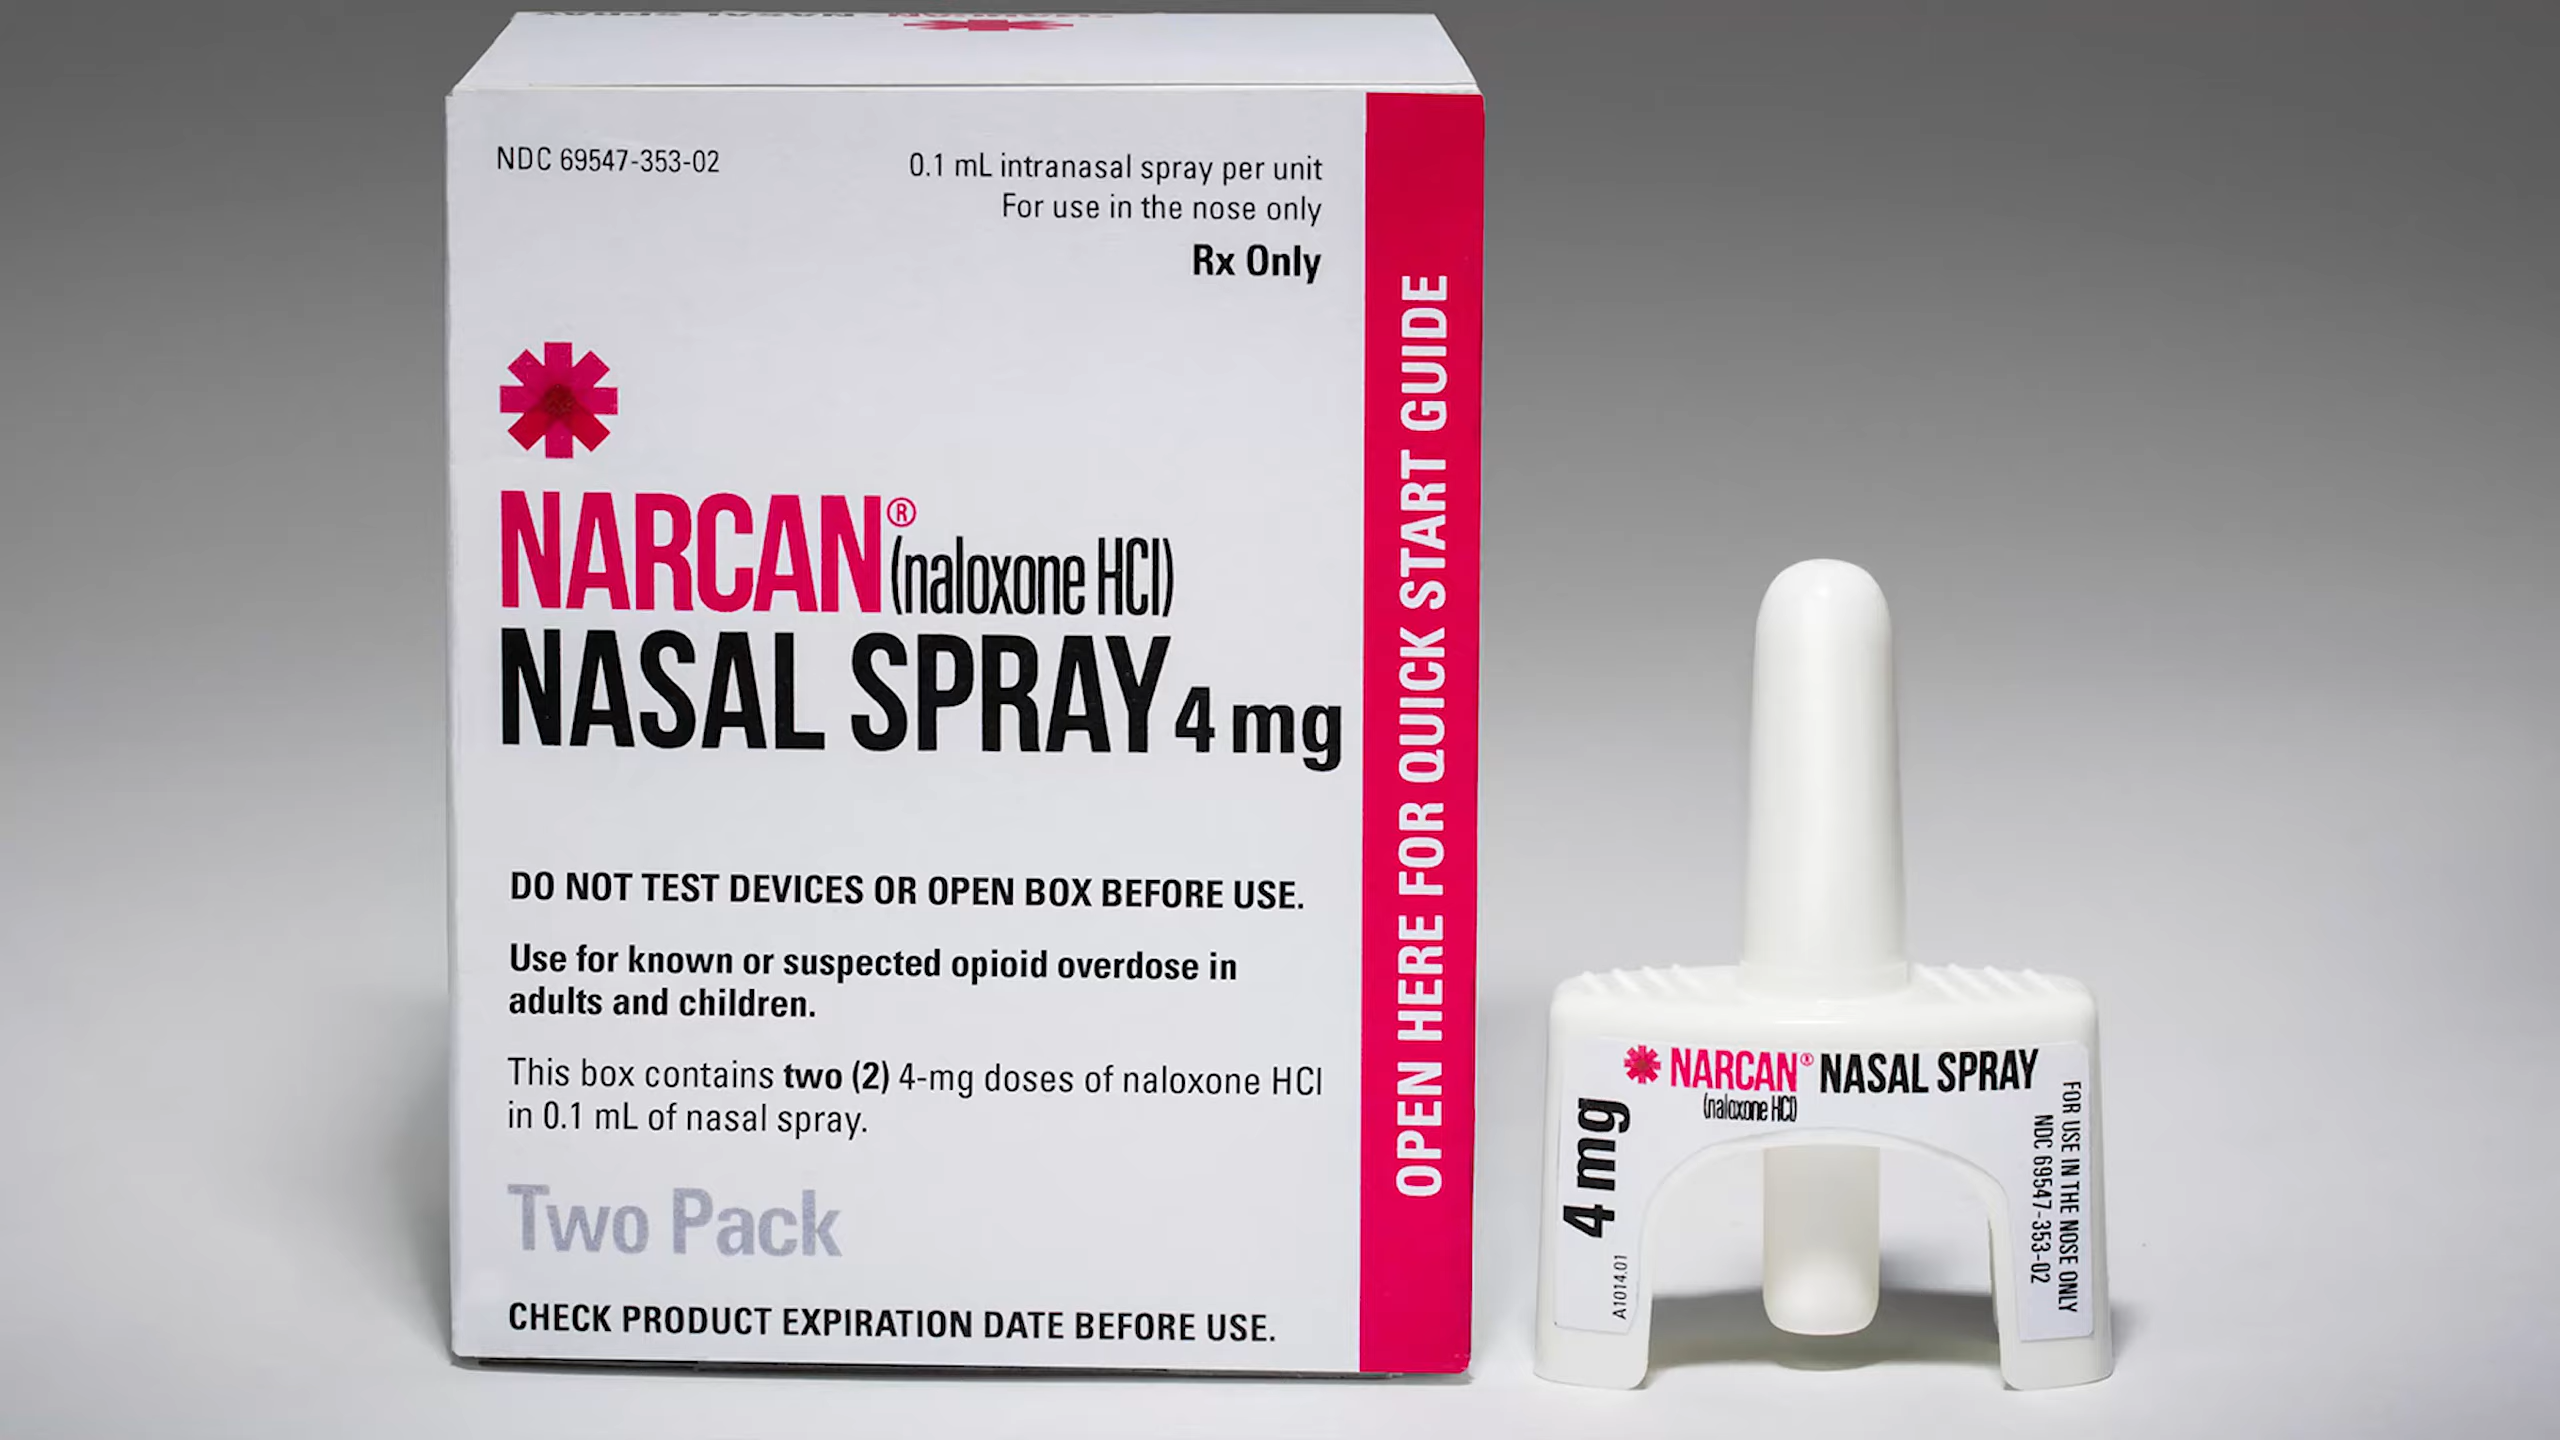 NARCAN NASAL SPRAY
NDC 69547-353-02
0.1 mL intranasal spray per unit
For use in the nose only
Rx Only
NARCAN® (naloxone HCl)
NASAL SPRAY 4 mg
DO NOT TEST DEVICES OR OPEN BOX BEFORE USE.
Use for known or suspected opioid overdose in
adults and children.
This box contains two (2) 4-mg doses of naloxone HCl
in 0.1 mL of nasal spray.
Two Pack
CHECK PRODUCT EXPIRATION DATE BEFORE USE.
OPEN HERE FOR QUICK START GUIDE
NARCAN® NASAL SPRAY
(naloxone HCl)
4 mg
A1014.01
FOR USE IN THE NOSE ONLY
NDC 69547-353-02